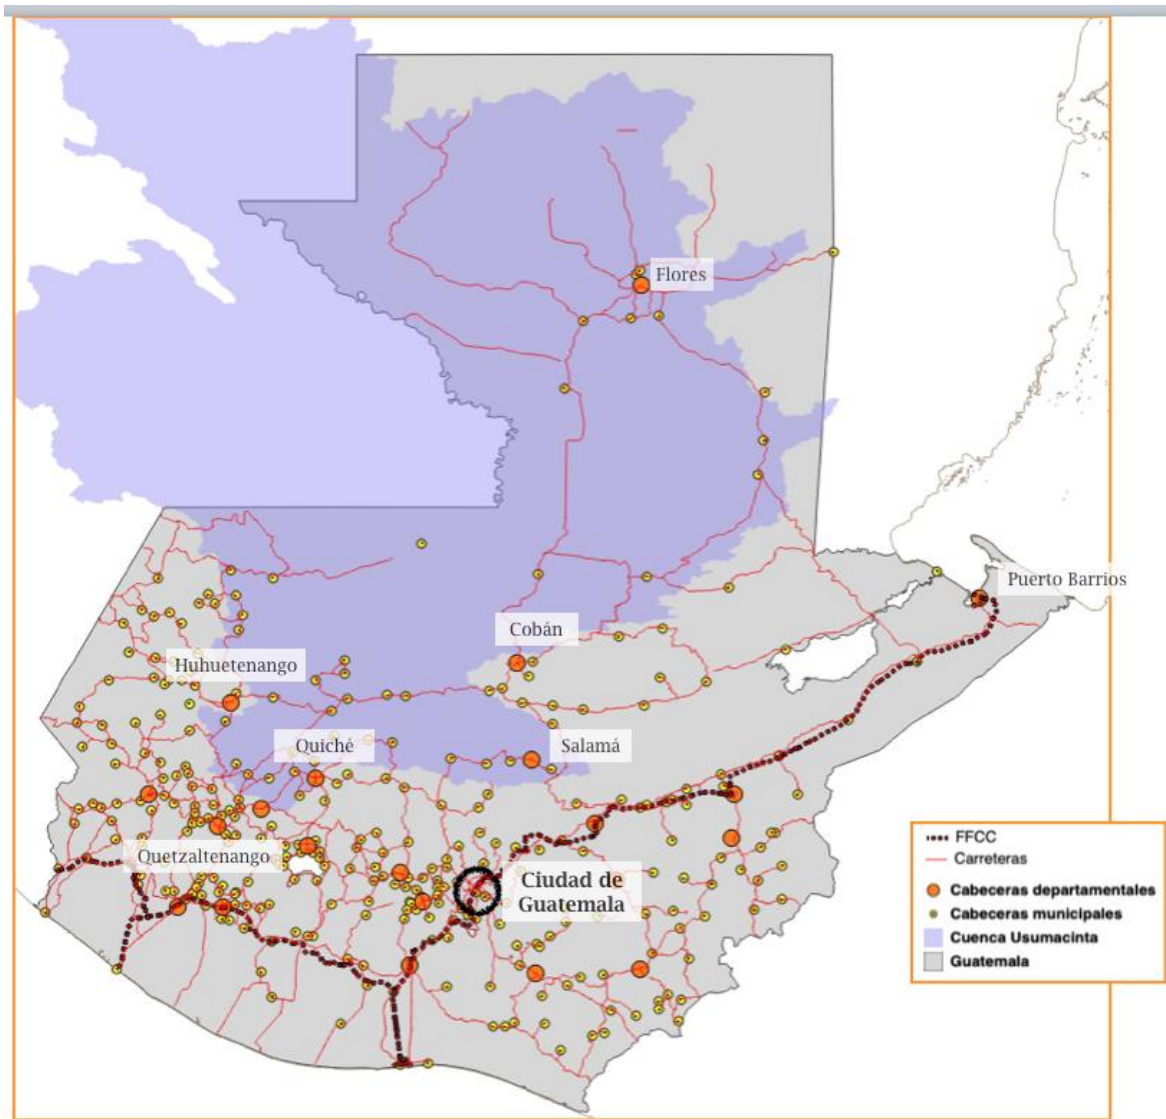 Flores
Puerto Barrios
Cobán
Huhuetenango
Quiché
Salamá
Quetzaltenango
Ciudad de
Guatemala
FFCC
Carreteras
Cabeceras departamentales
Cabeceras municipales
Cuenca Usumacinta
Guatemala